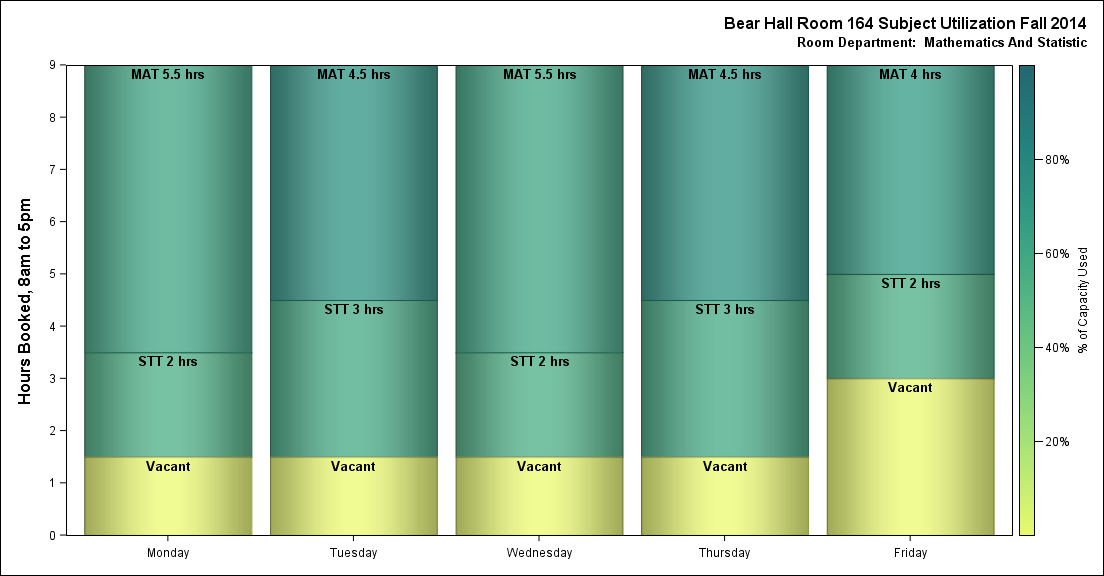 Bear Hall Room 164 Subject Utilization Fall 2014
Room Department:  Mathematics And Statistic
Hours Booked, 8am to 5pm
9
8
7
6
5
4
3
2
1
0
MAT 5.5 hrs
STT 2 hrs
Vacant
MAT 4.5 hrs
STT 3 hrs
Vacant
MAT 5.5 hrs
STT 2 hrs
Vacant
MAT 4.5 hrs
STT 3 hrs
Vacant
MAT 4 hrs
STT 2 hrs
Vacant
Monday
Tuesday
Wednesday
Thursday
Friday
80%
60%
40%
20%
% of Capacity Used